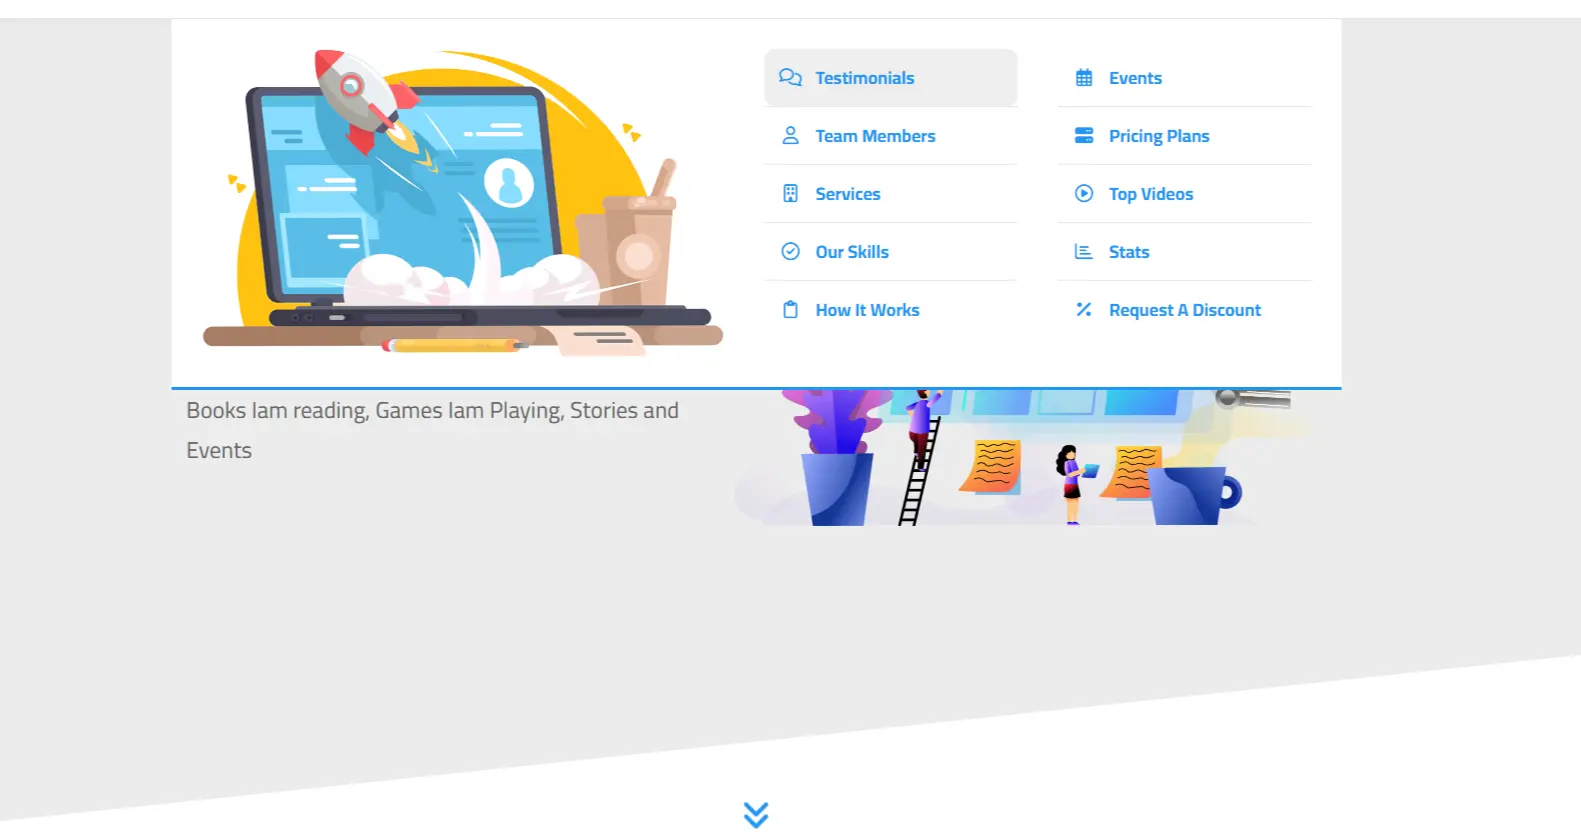 Testimonials
Team Members
Services
Our Skills
How It Works
Events
Pricing Plans
Top Videos
Stats
Request A Discount
Books Iam reading, Games Iam Playing, Stories and
Events